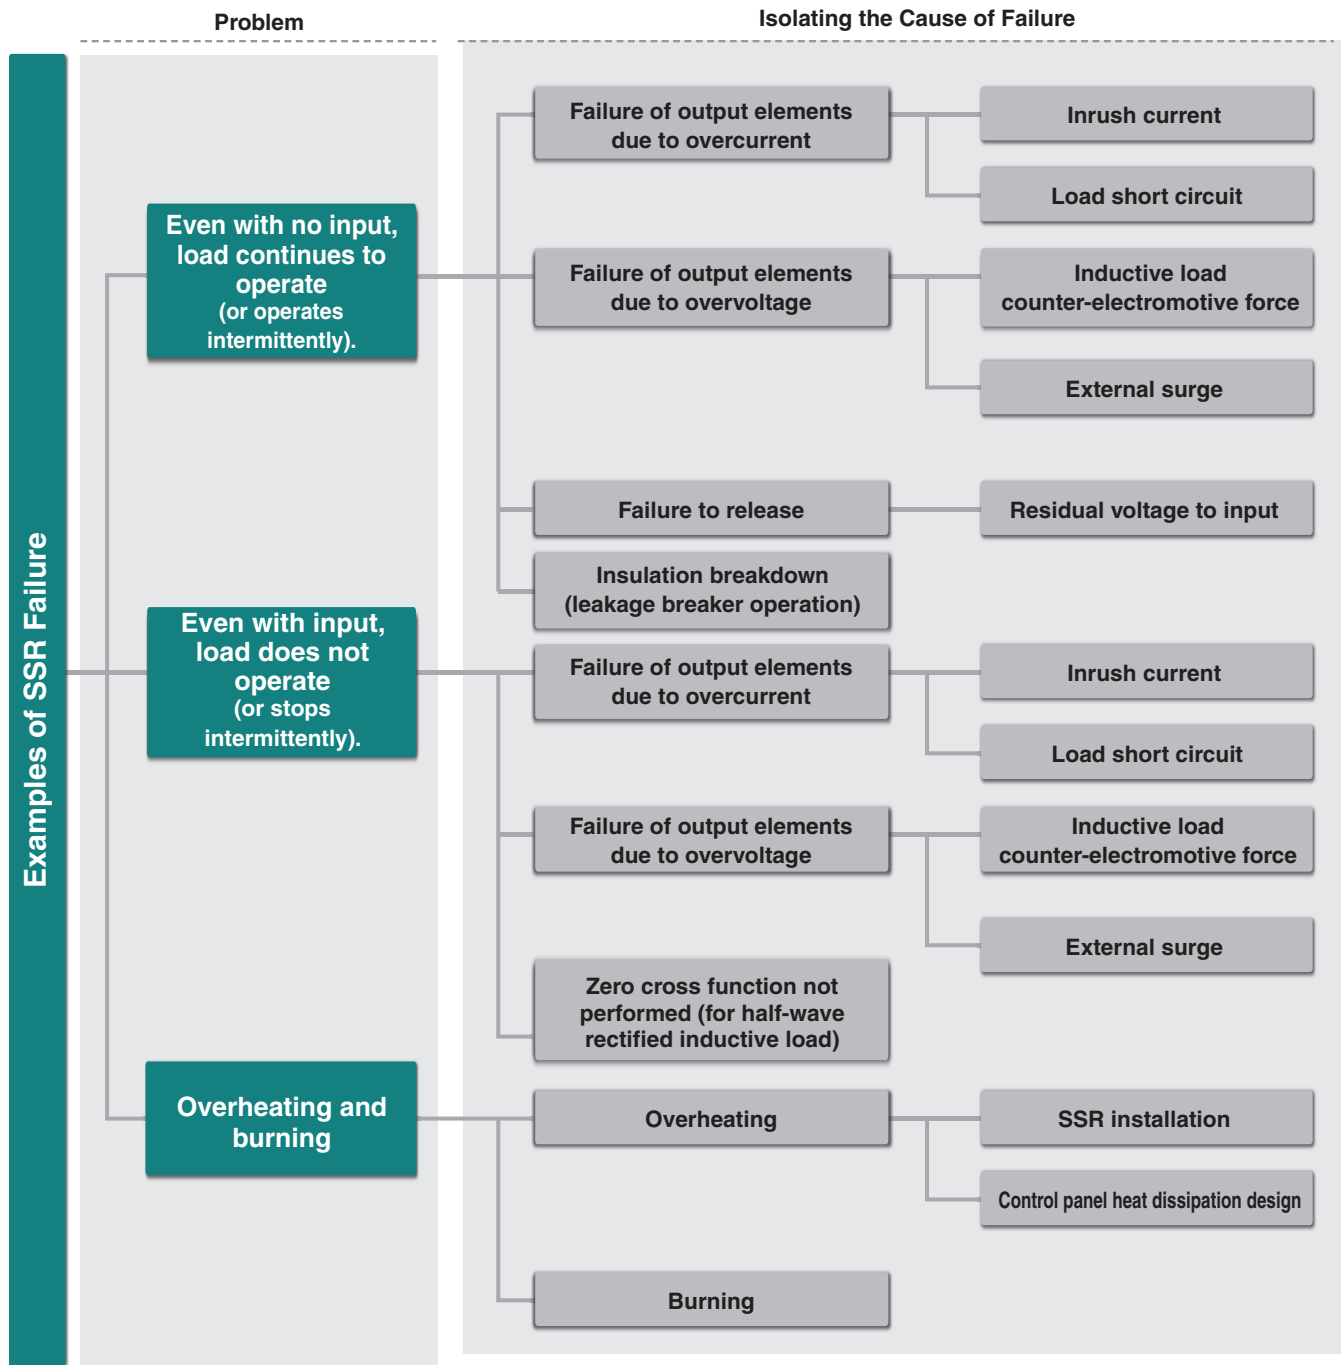 Problem
Isolating the Cause of Failure
Examples of SSR Failure
Even with no input,
load continues to
operate
(or operates
intermittently).
Failure of output elements
due to overcurrent
Inrush current
Load short circuit
Failure of output elements
due to overvoltage
Inductive load
counter-electromotive force
External surge
Failure to release
Residual voltage to input
Insulation breakdown
(leakage breaker operation)
Even with input,
load does not
operate
(or stops
intermittently).
Failure of output elements
due to overcurrent
Inrush current
Load short circuit
Failure of output elements
due to overvoltage
Inductive load
counter-electromotive force
External surge
Zero cross function not
performed (for half-wave
rectified inductive load)
Overheating and
burning
Overheating
SSR installation
Control panel heat dissipation design
Burning